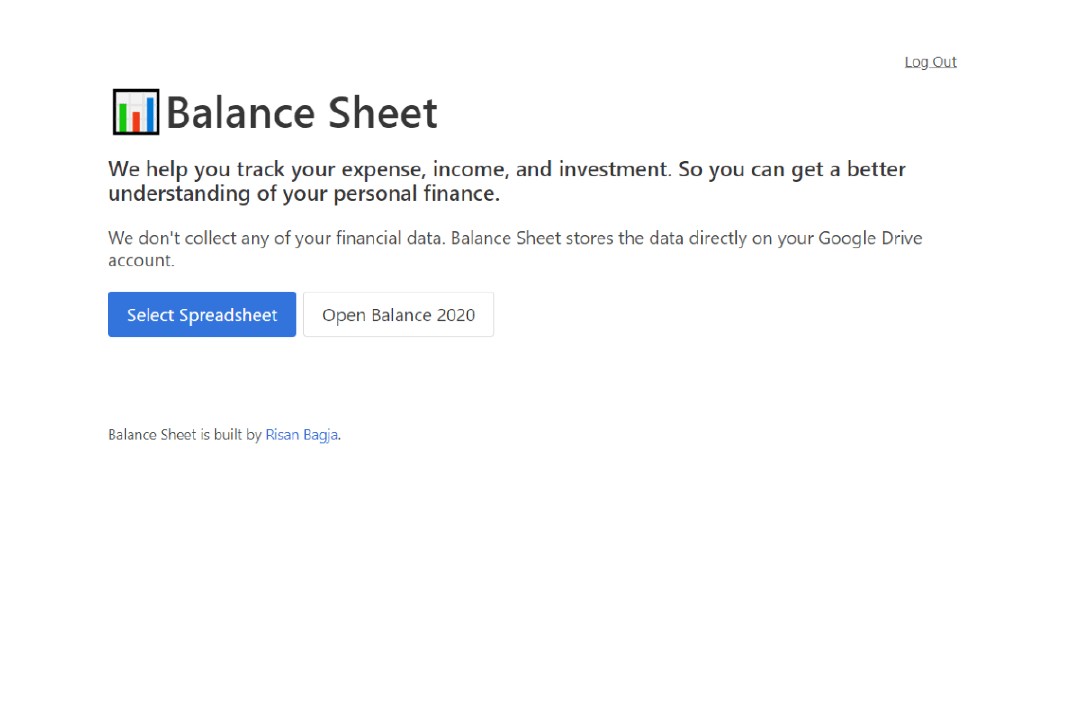 Log Out
Balance Sheet
We help you track your expense, income, and investment. So you can get a better
understanding of your personal finance.
We don't collect any of your financial data. Balance Sheet stores the data directly on your Google Drive
account.
Select Spreadsheet
Open Balance 2020
Balance Sheet is built by Risan Bagja.